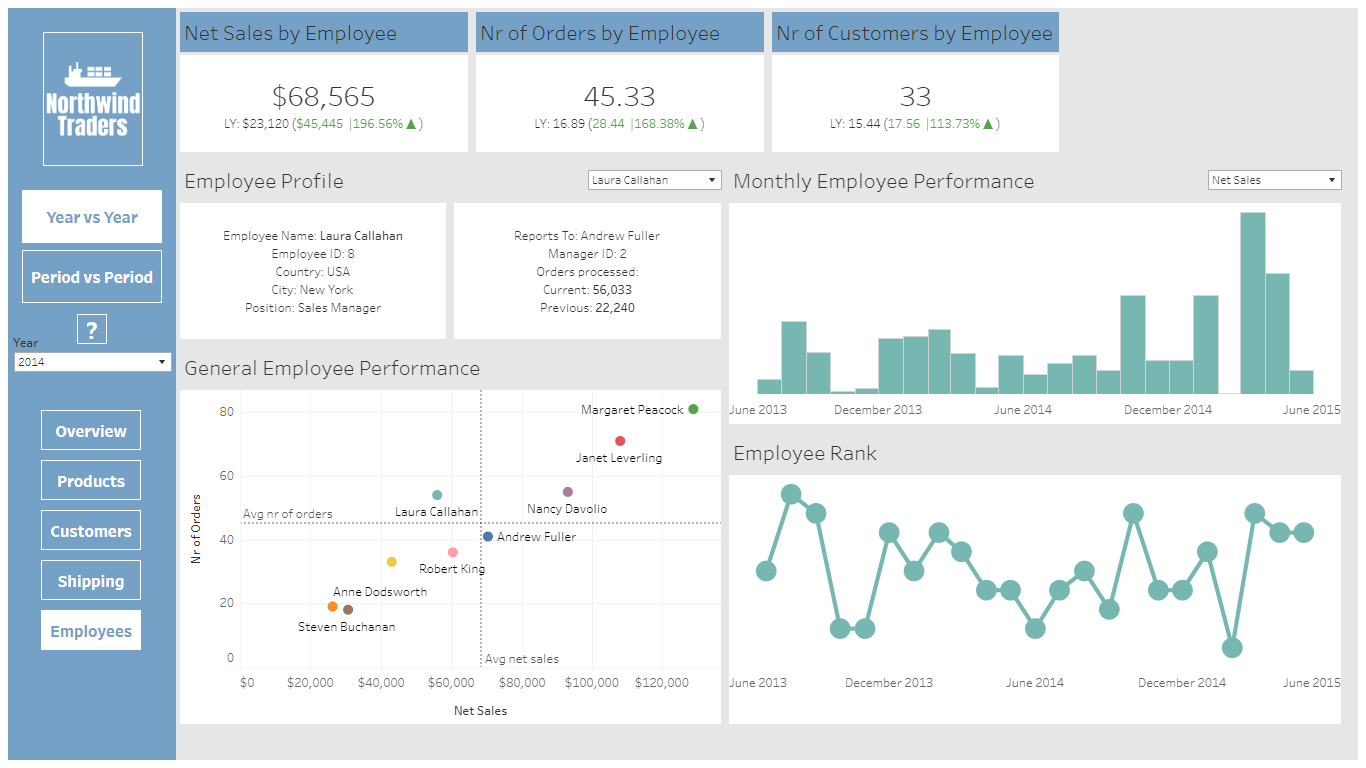 Northwind
Traders
Year vs Year
Period vs Period
?
Year
2014
Overview
Products
Customers
Shipping
Employees
Net Sales by Employee
$68,565
LY: $23,120 ($45,445 |196.56%▲)
Nr of Orders by Employee
45.33
LY: 16.89 (28.44 |168.38%▲)
Nr of Customers by Employee
33
LY: 15.44 (17.56 |113.73%▲)
Employee Profile
Laura Callahan
Employee Name: Laura Callahan
Employee ID: 8
Country: USA
City: New York
Position: Sales Manager
Reports To: Andrew Fuller
Manager ID: 2
Orders processed:
Current: 56,033
Previous: 22,240
General Employee Performance
Nr of Orders
80
60
40
20
0
Margaret Peacock
Janet Leverling
Laura Callahan
Nancy Davolio
Avg nr of orders
Andrew Fuller
Robert King
Anne Dodsworth
Steven Buchanan
Avg net sales
$0
$20,000
$40,000
$60,000
$80,000
$100,000
$120,000
Net Sales
Monthly Employee Performance
Net Sales
June 2013
December 2013
June 2014
December 2014
June 2015
Employee Rank
June 2013
December 2013
June 2014
December 2014
June 2015